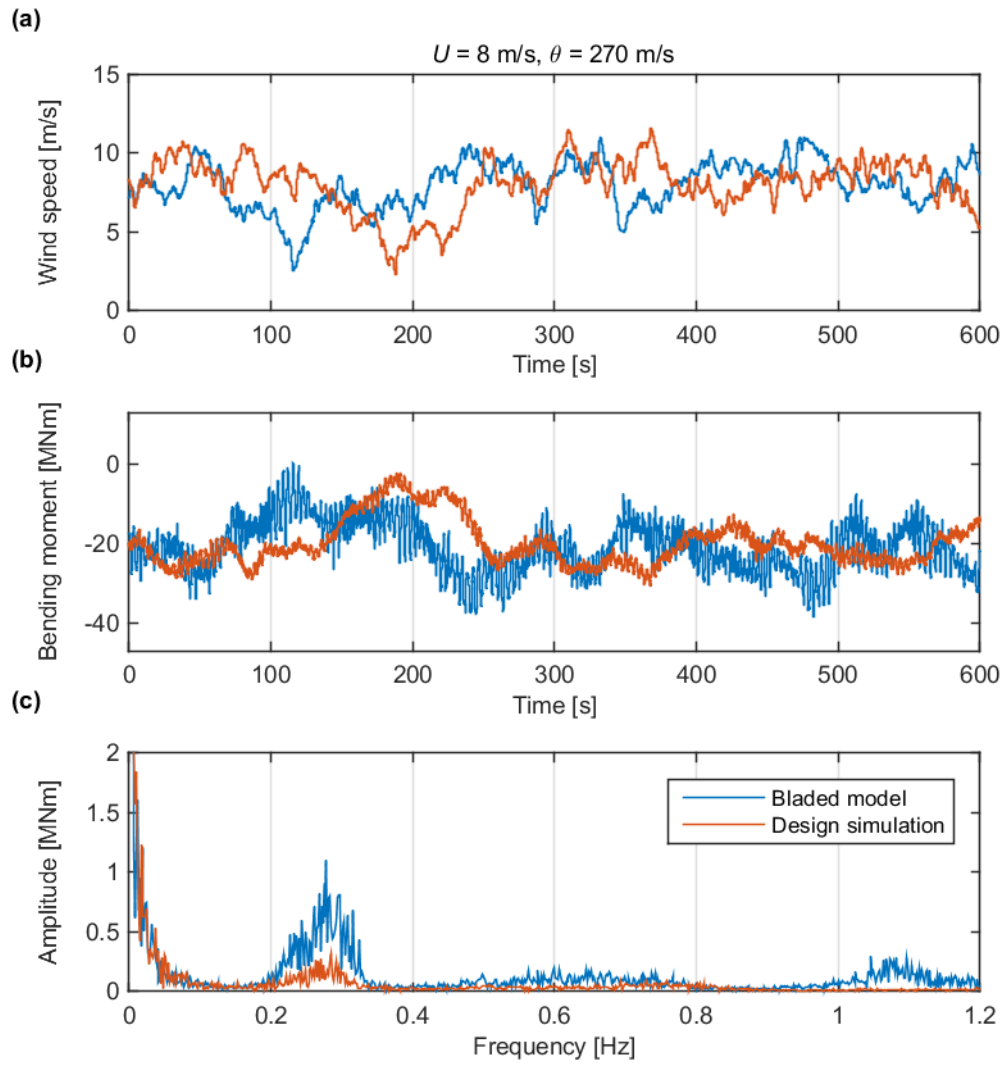 (a)
U = 8 m/s, θ = 270 m/s
Wind speed [m/s]
15
10
5
0
0 100 200 300 400 500 600
Time [s]
(b)
Bending moment [MNm]
0
-20
-40
0 100 200 300 400 500 600
Time [s]
(c)
Amplitude [MNm]
2
1.5
1
0.5
0
Bladed model
Design simulation
0 0.2 0.4 0.6 0.8 1 1.2
Frequency [Hz]